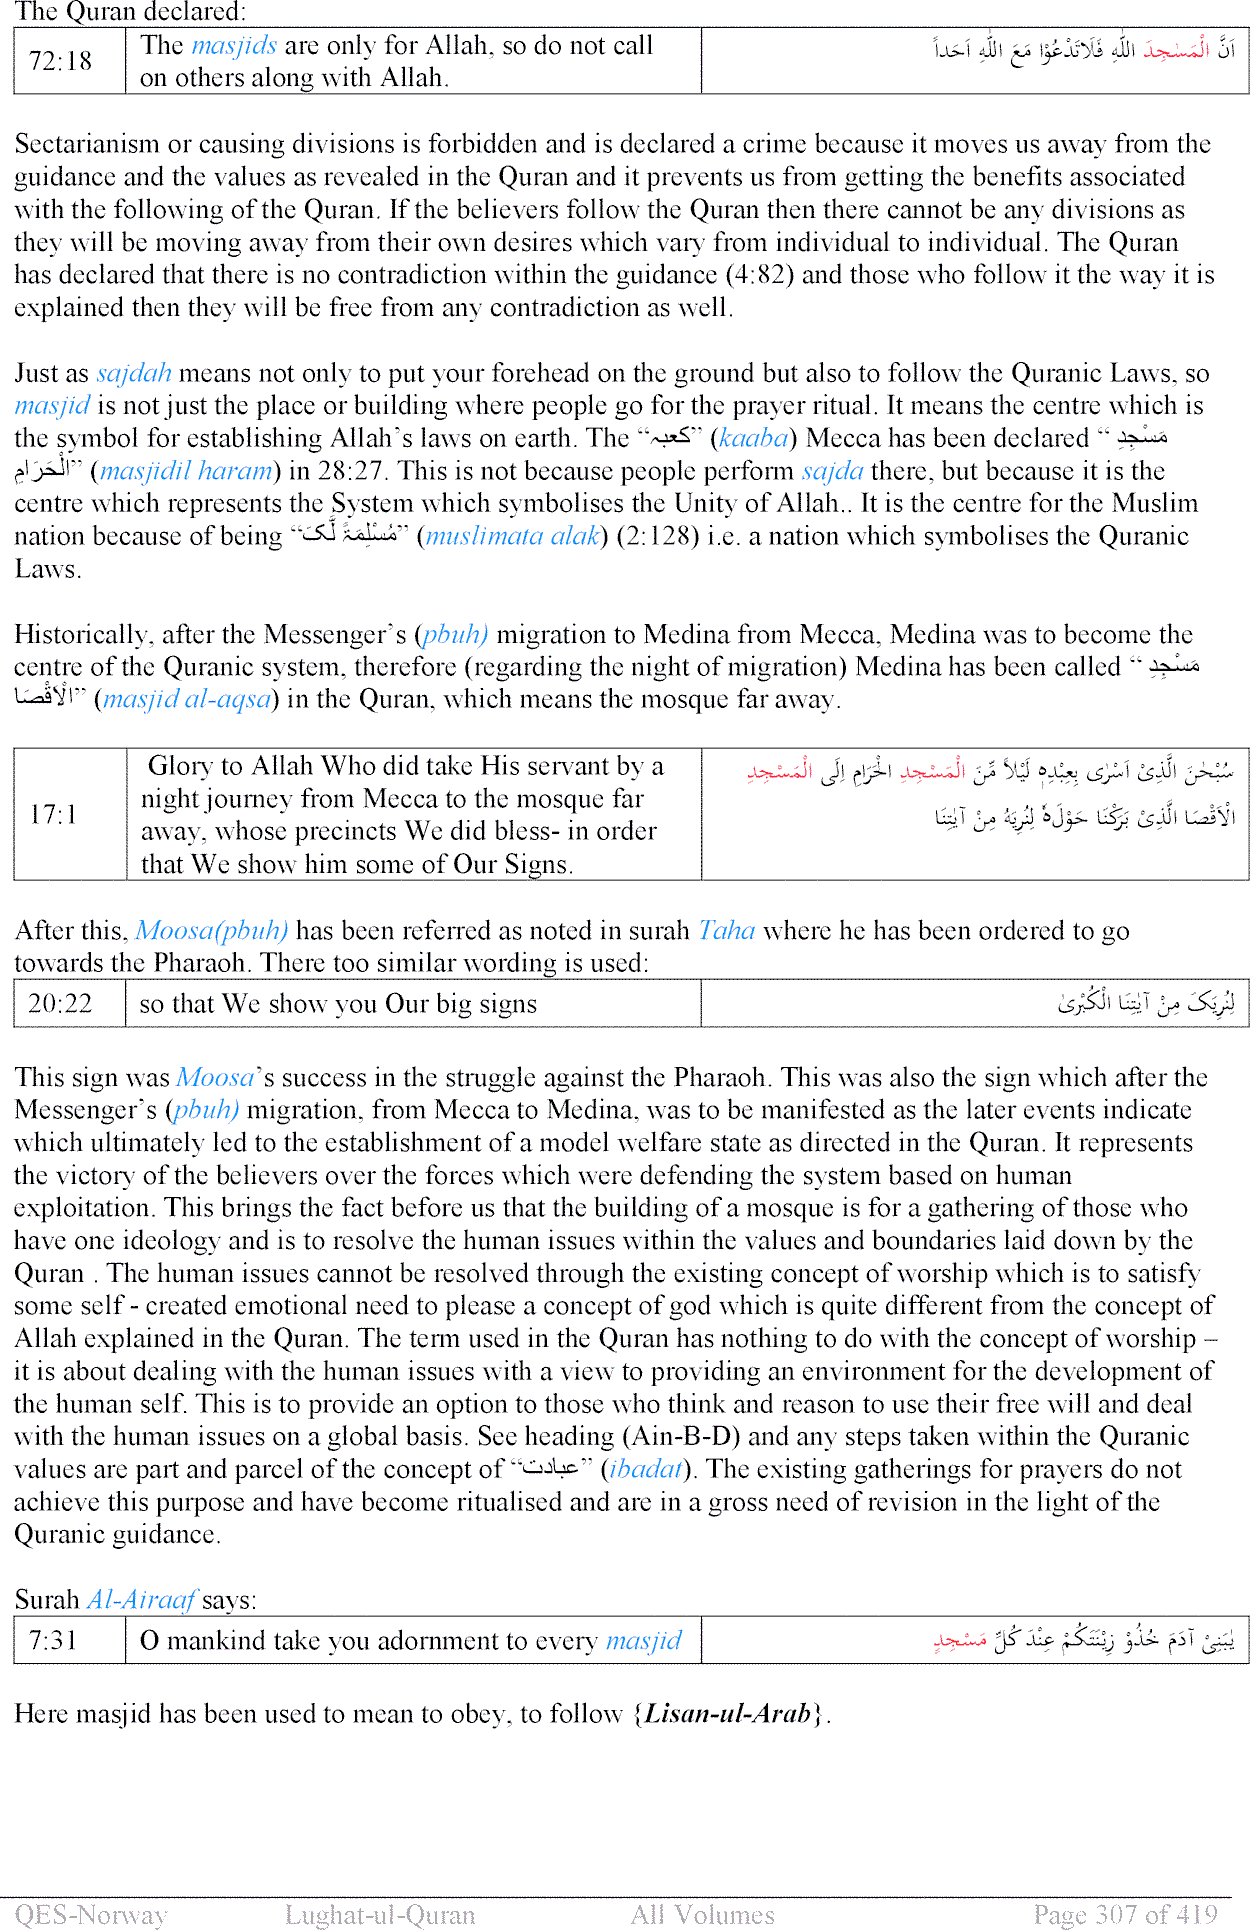 The Quran declared:
72:18 The masjids are only for Allah, so do not call اَنَّ الْمَسٰجِدَ اللّٰهِ فَلَاتَدْعُوْا مَعَ اللّٰهِ اَحَداً
on others along with Allah.
Sectarianism or causing divisions is forbidden and is declared a crime because it moves us away from the
guidance and the values as revealed in the Quran and it prevents us from getting the benefits associated
with the following of the Quran. If the believers follow the Quran then there cannot be any divisions as
they will be moving away from their own desires which vary from individual to individual. The Quran
has declared that there is no contradiction within the guidance (4:82) and those who follow it the way it is
explained then they will be free from any contradiction as well.
Just as sajdah means not only to put your forehead on the ground but also to follow the Quranic Laws, so
masjid is not just the place or building where people go for the prayer ritual. It means the centre which is
the symbol for establishing Allah’s laws on earth. The “کعبہ” (kaaba) Mecca has been declared “ مَسْجِدِ
الْحَرَامِ” (masjidil haram) in 28:27. This is not because people perform sajda there, but because it is the
centre which represents the System which symbolises the Unity of Allah.. It is the centre for the Muslim
nation because of being “مُسْلِمَۃً لَّکَ” (muslimata alak) (2:128) i.e. a nation which symbolises the Quranic
Laws.
Historically, after the Messenger’s (pbuh) migration to Medina from Mecca, Medina was to become the
centre of the Quranic system, therefore (regarding the night of migration) Medina has been called “ مَسْجِدِ
الْاَقْصَا” (masjid al-aqsa) in the Quran, which means the mosque far away.
17:1 Glory to Allah Who did take His servant by a سُبْحٰنَ الَّذِیْ اَسْرٰی بِعِبْدِهٖ لَیْلاً مِّنَ الْمَسْجِدِ الْحَرَامِ اِلَی الْمَسْجِدِ
night journey from Mecca to the mosque far
away, whose precincts We did bless- in order الْاَقْصَا الَّذِیْ بَرَكْنَا حَوْلَهٗ لِنُرِیَهُ مِنْ آیٰتِنَا
that We show him some of Our Signs.
After this, Moosa(pbuh) has been referred as noted in surah Taha where he has been ordered to go
towards the Pharaoh. There too similar wording is used:
20:22 so that We show you Our big signs لِنُرِیَکَ مِنْ آیٰتِنَا الْکُبْریٰ
This sign was Moosa’s success in the struggle against the Pharaoh. This was also the sign which after the
Messenger’s (pbuh) migration, from Mecca to Medina, was to be manifested as the later events indicate
which ultimately led to the establishment of a model welfare state as directed in the Quran. It represents
the victory of the believers over the forces which were defending the system based on human
exploitation. This brings the fact before us that the building of a mosque is for a gathering of those who
have one ideology and is to resolve the human issues within the values and boundaries laid down by the
Quran . The human issues cannot be resolved through the existing concept of worship which is to satisfy
some self - created emotional need to please a concept of god which is quite different from the concept of
Allah explained in the Quran. The term used in the Quran has nothing to do with the concept of worship –
it is about dealing with the human issues with a view to providing an environment for the development of
the human self. This is to provide an option to those who think and reason to use their free will and deal
with the human issues on a global basis. See heading (Ain-B-D) and any steps taken within the Quranic
values are part and parcel of the concept of “عبادت” (ibadat). The existing gatherings for prayers do not
achieve this purpose and have become ritualised and are in a gross need of revision in the light of the
Quranic guidance.
Surah Al-Airaaf says:
7:31 O mankind take you adornment to every masjid یٰبَنِیْ آدَمَ خُذُوْ زِیْنَتَكُمْ عِنْدَ كُلِّ مَسْجِدٍ
Here masjid has been used to mean to obey, to follow {Lisan-ul-Arab}.
QES-Norway Lughat-ul-Quran All Volumes Page 307 of 419